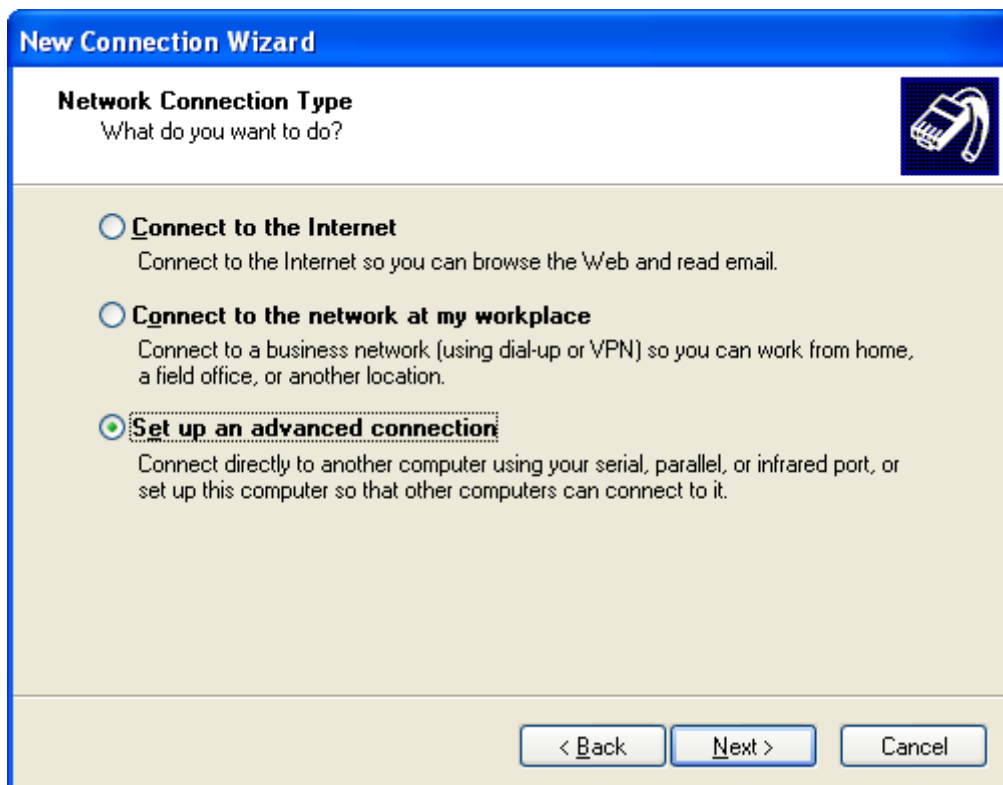 New Connection Wizard
Network Connection Type
What do you want to do?
Connect to the Internet
Connect to the Internet so you can browse the Web and read email.
Connect to the network at my workplace
Connect to a business network (using dial-up or VPN) so you can work from home,
a field office, or another location.
Set up an advanced connection
Connect directly to another computer using your serial, parallel, or infrared port, or
set up this computer so that other computers can connect to it.
< Back Next > Cancel